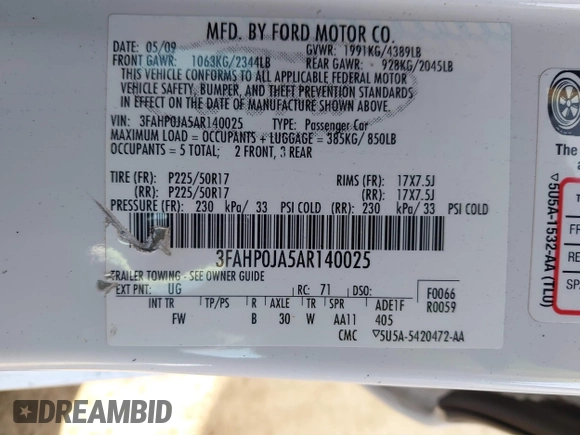 MFD. BY FORD MOTOR CO.
DATE: 05/09 GVWR: 1991KG/4389LB
FRONT GAWR: 1063KG/2344LB REAR GAWR: 928KG/2045LB
THIS VEHICLE CONFORMS TO ALL APPLICABLE FEDERAL MOTOR
VEHICLE SAFETY, BUMPER, AND THEFT PREVENTION STANDARDS
IN EFFECT ON THE DATE OF MANUFACTURE SHOWN ABOVE.
VIN: 3FAHP0JA5AR140025 TYPE: Passenger Car
MAXIMUM LOAD = OCCUPANTS + LUGGAGE = 385KG/ 850LB
OCCUPANTS = 5 TOTAL; 2 FRONT, 3 REAR
TIRE (FR): P225/50R17 RIMS (FR): 17X7.5J
(RR): P225/50R17 (RR): 17X7.5J
PRESSURE (FR): 230 kPa/ 33 PSI COLD (RR): 230 kPa/ 33 PSI COLD
3FAHP0JA5AR140025
TRAILER TOWING - SEE OWNER GUIDE
EXT PNT: UG RC: 71 DSO: F0066
R0059
INT TR TP/PS R AXLE TR SPR ADE1F
FW B 30 W AA11 405
CMC 5U5A-5420472-AA
The
5U5A-1532-AA (TLU)
DREAMBID